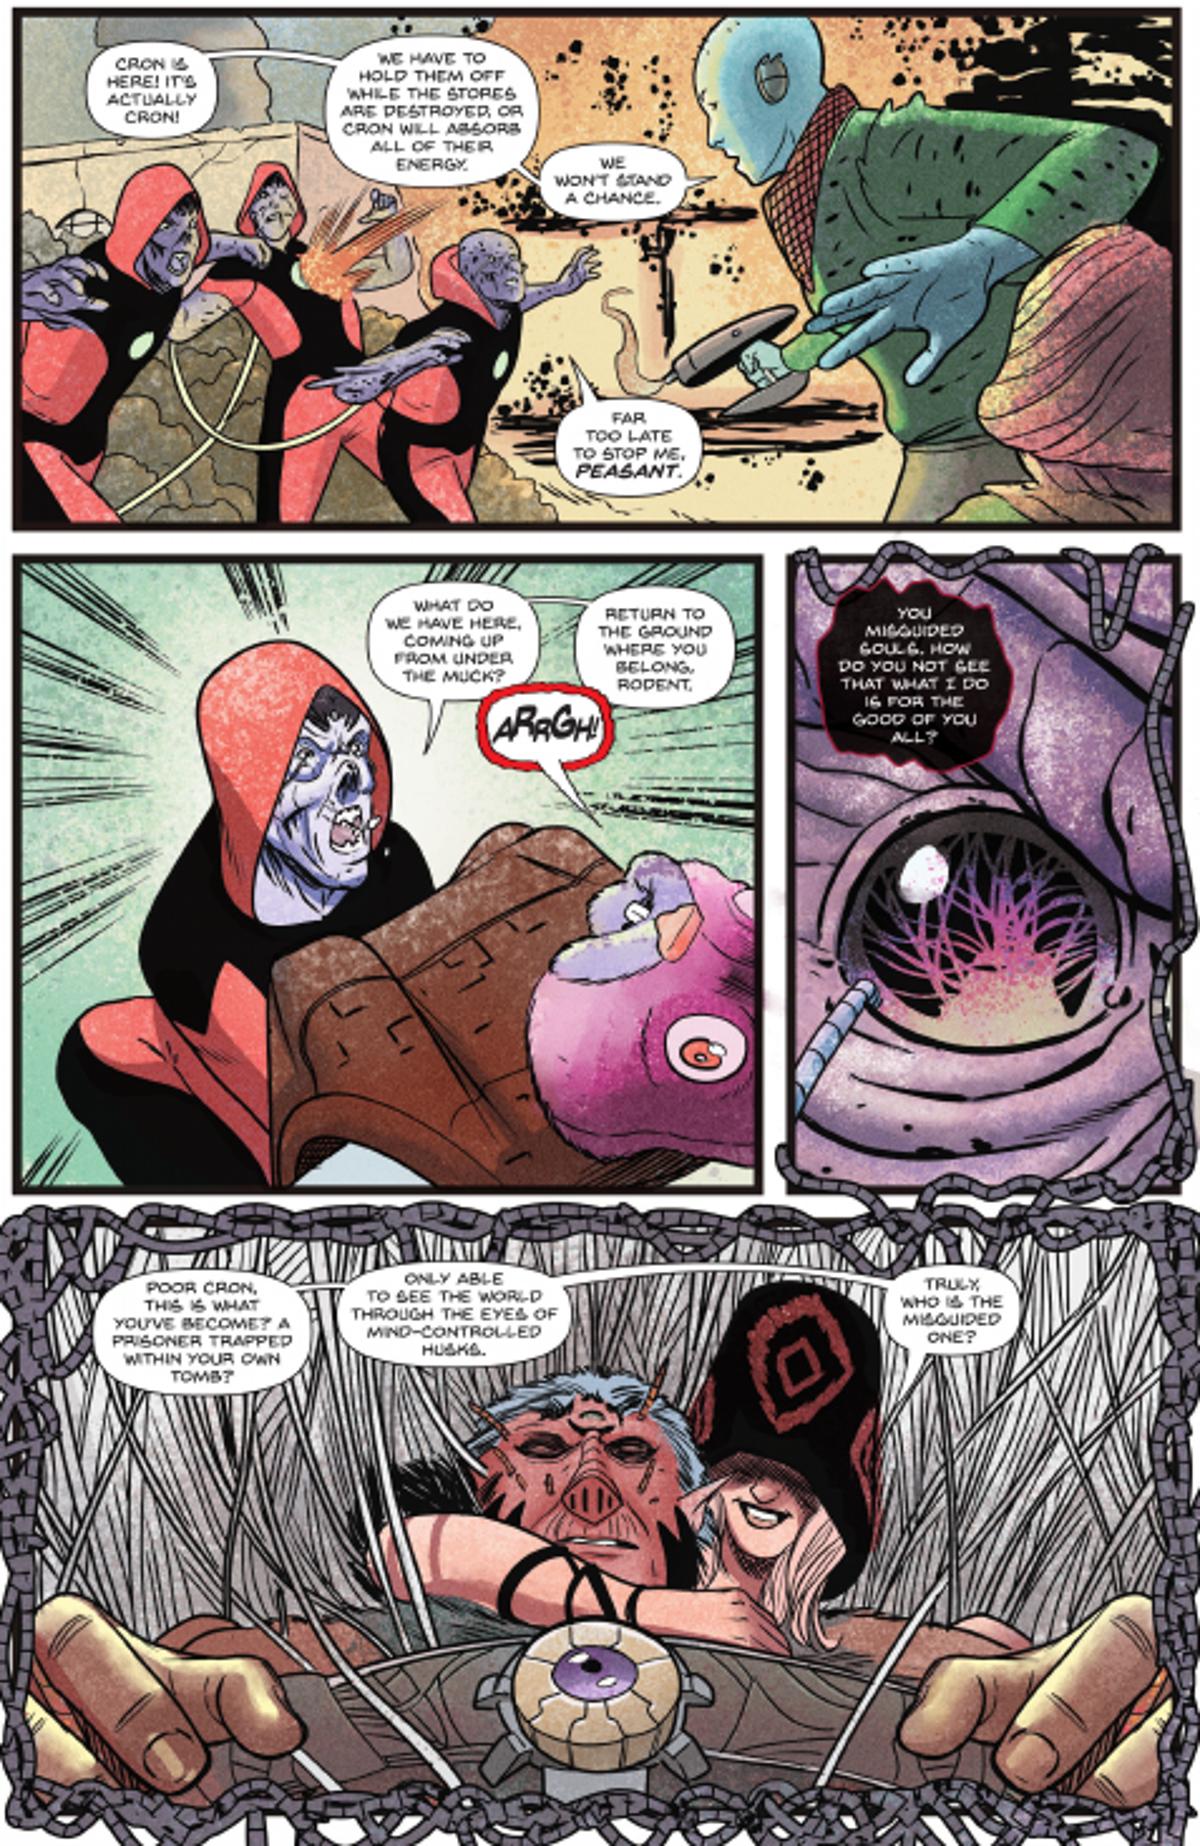 CRON IS
HERE! IT'S
ACTUALLY
CRON!
WE HAVE TO
HOLD THEM OFF
WHILE THE STORES
ARE DESTROYED, OR
CRON WILL ABSORB
ALL OF THEIR
ENERGY.
WE
WON'T STAND
A CHANCE.
FAR
TOO LATE
TO STOP ME,
PEASANT.
WHAT DO
WE HAVE HERE,
COMING UP
FROM UNDER
THE MUCK?
RETURN TO
THE GROUND
WHERE YOU
BELONG,
RODENT.
ARRGH!
YOU
MISGUIDED
SOULS. HOW
DO YOU NOT SEE
THAT WHAT I DO
IS FOR THE
GOOD OF YOU
ALL?
POOR CRON,
THIS IS WHAT
YOU'VE BECOME? A
PRISONER TRAPPED
WITHIN YOUR OWN
TOMB?
ONLY ABLE
TO SEE THE WORLD
THROUGH THE EYES OF
MIND-CONTROLLED
HUSKS.
TRULY,
WHO IS THE
MISGUIDED
ONE?